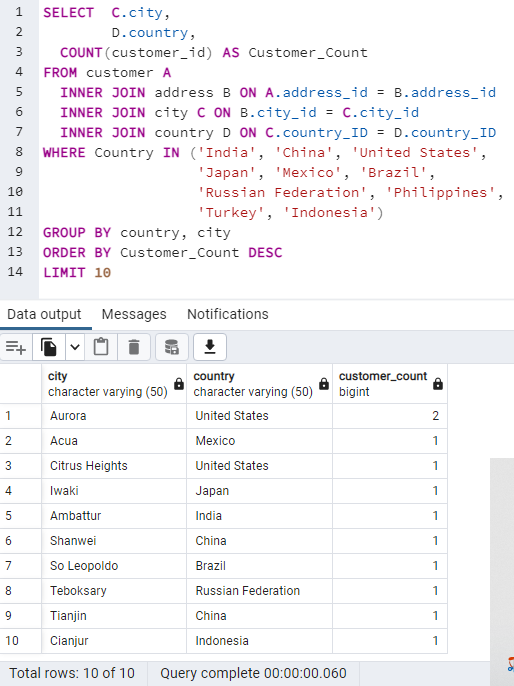 1 SELECT C.city,
2 D.country,
3 COUNT(customer_id) AS Customer_Count
4 FROM customer A
5 INNER JOIN address B ON A.address_id = B.address_id
6 INNER JOIN city C ON B.city_id = C.city_id
7 INNER JOIN country D ON C.country_ID = D.country_ID
8 WHERE Country IN ('India', 'China', 'United States',
9 'Japan', 'Mexico', 'Brazil',
10 'Russian Federation', 'Philippines',
11 'Turkey', 'Indonesia')
12 GROUP BY country, city
13 ORDER BY Customer_Count DESC
14 LIMIT 10
Data output Messages Notifications
city country customer_count
character varying (50) character varying (50) bigint
1 Aurora United States 2
2 Acua Mexico 1
3 Citrus Heights United States 1
4 Iwaki Japan 1
5 Ambattur India 1
6 Shanwei China 1
7 So Leopoldo Brazil 1
8 Teboksary Russian Federation 1
9 Tianjin China 1
10 Cianjur Indonesia 1
Total rows: 10 of 10 Query complete 00:00:00.060